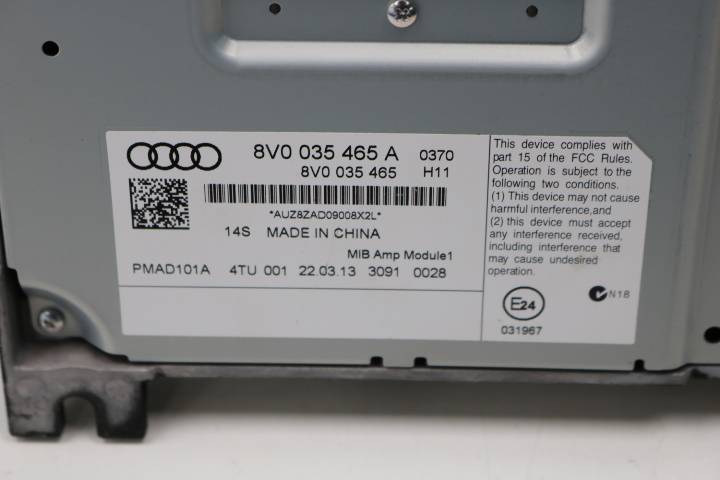 8V0 035 465 A 0370
8V0 035 465 H11
*AUZ8ZAD09008X2L*
14S MADE IN CHINA
MIB Amp Module1
PMAD101A 4TU 001 22.03.13 3091 0028
This device complies with
part 15 of the FCC Rules.
Operation is subject to the
following two conditions.
(1) This device may not cause
harmful interference,and
(2) this device must accept
any interference received,
including interference that
may cause undesired
operation.
E24
N18
031967